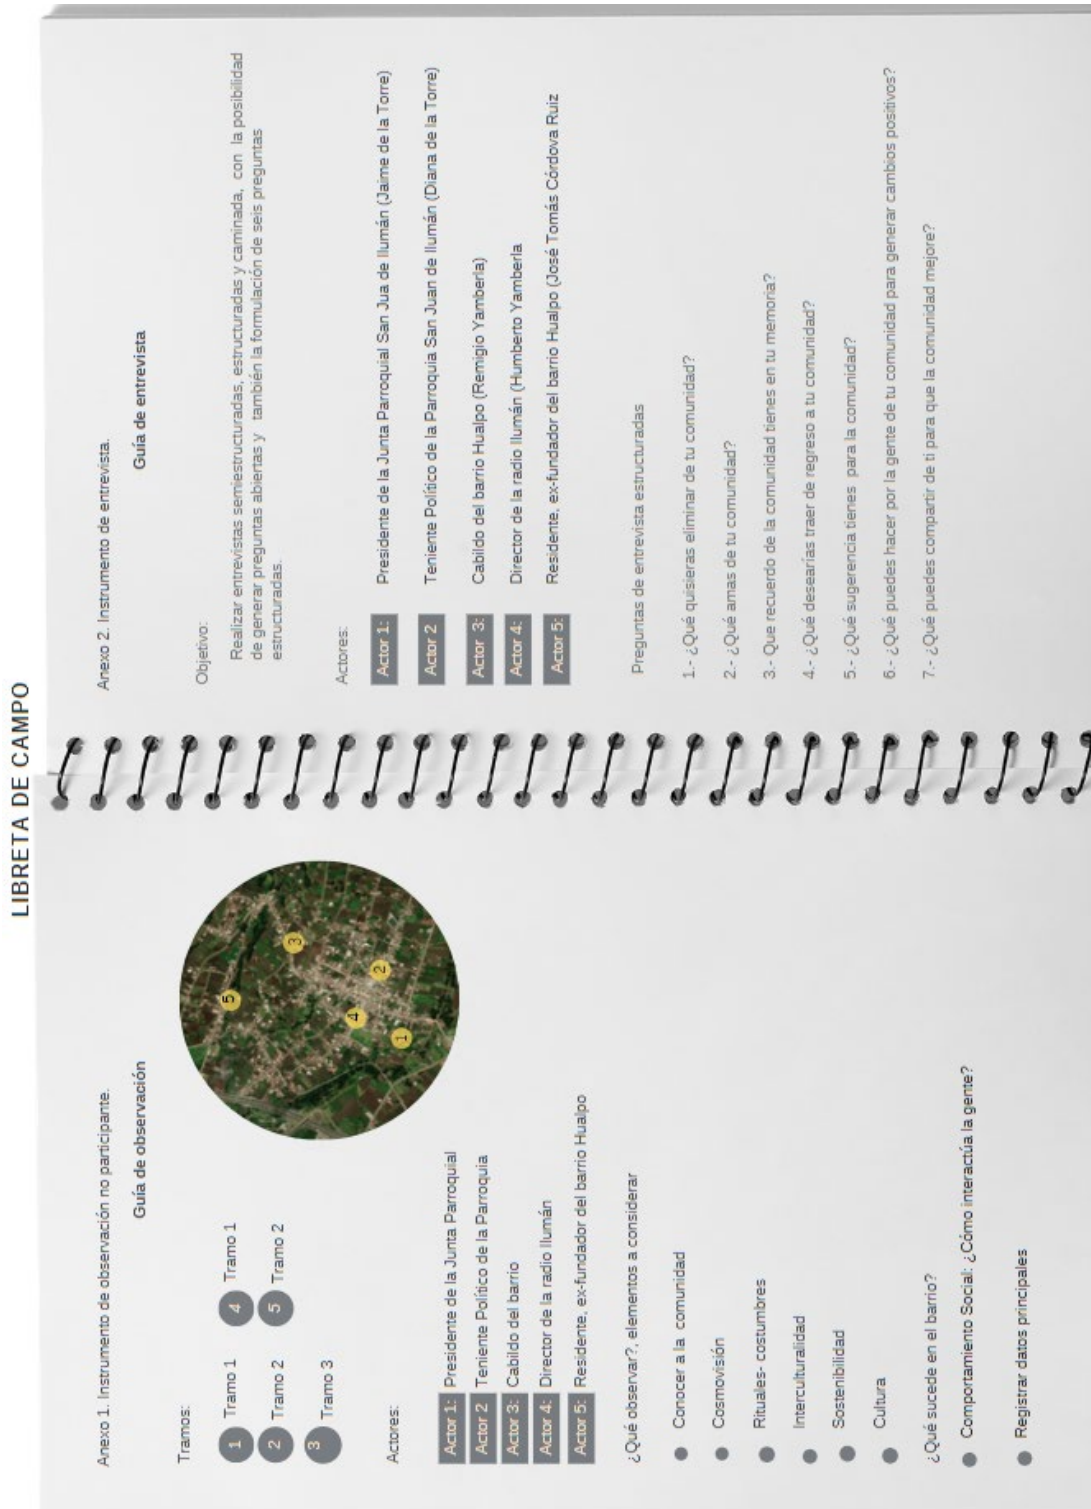 LIBRETA DE CAMPO
Anexo 1. Instrumento de observación no participante.
Guía de observación
Tramos:
1 Tramo 1
4 Tramo 1
2 Tramo 2
5 Tramo 2
3 Tramo 3
5
3
4
2
1
Actores:
Actor 1: Presidente de la Junta Parroquial
Actor 2 Teniente Político de la Parroquia
Actor 3: Cabildo del barrio
Actor 4: Director de la radio Ilumán
Actor 5: Residente, ex-fundador del barrio Hualpo
¿Qué observar?, elementos a considerar
Conocer a la comunidad
Cosmovisión
Rituales- costumbres
Interculturalidad
Sostenibilidad
Cultura
¿Qué sucede en el barrio?
Comportamiento Social: ¿Cómo interactúa la gente?
Registrar datos principales
Anexo 2. Instrumento de entrevista.
Guía de entrevista
Objetivo:
Realizar entrevistas semiestructuradas, estructuradas y caminada, con la posibilidad
de generar preguntas abiertas y también la formulación de seis preguntas
estructuradas.
Actores:
Actor 1: Presidente de la Junta Parroquial San Jua de Ilumán (Jaime de la Torre)
Actor 2 Teniente Político de la Parroquia San Juan de Ilumán (Diana de la Torre)
Actor 3: Cabildo del barrio Hualpo (Remigio Yamberla)
Actor 4: Director de la radio Ilumán (Humberto Yamberla
Actor 5: Residente, ex-fundador del barrio Hualpo (José Tomás Córdova Ruiz
Preguntas de entrevista estructuradas
1.- ¿Qué quisieras eliminar de tu comunidad?
2.- ¿Qué amas de tu comunidad?
3.- Que recuerdo de la comunidad tienes en tu memoria?
4.- ¿Qué desearías traer de regreso a tu comunidad?
5.- ¿Qué sugerencia tienes para la comunidad?
6.- ¿Qué puedes hacer por la gente de tu comunidad para generar cambios positivos?
7.- ¿Qué puedes compartir de ti para que la comunidad mejore?